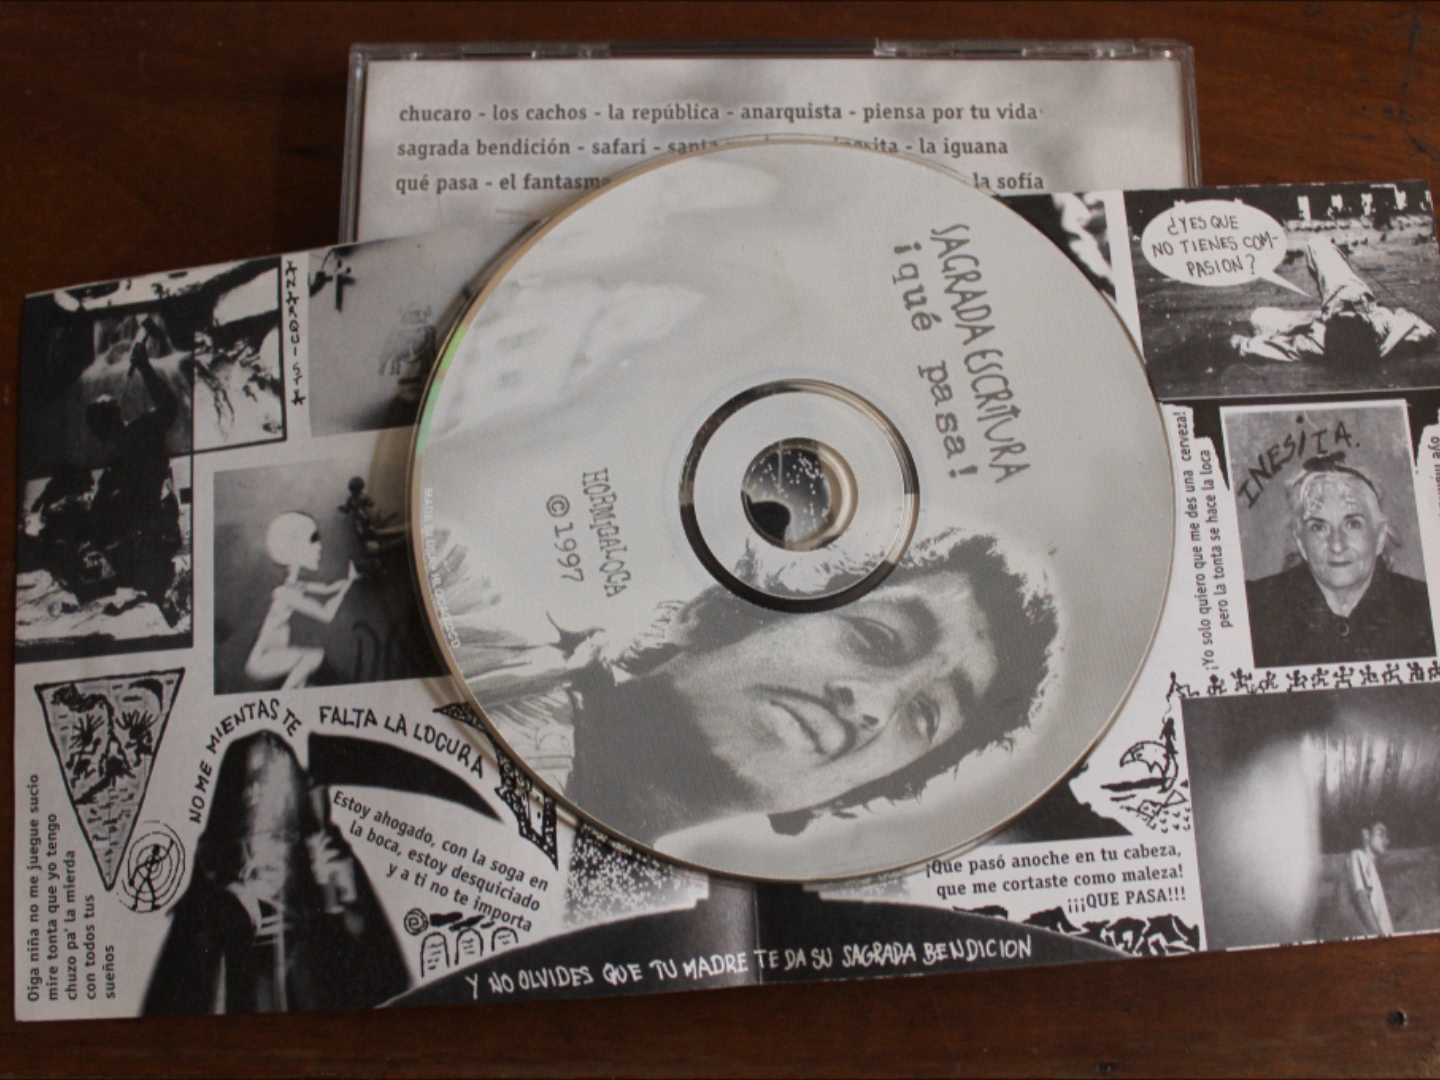 chucaro - los cachos - la república - anarquista - piensa por tu vida
sagrada bendición - safari - santa - la iguana
qué pasa - el fantasma la sofía
¿Y ES QUE
NO TIENES COM-
PASION?
ANARQUISTA
SAGRADA ESCRITURA
¡qué pasa!
HORMIGALOCA
©1997
INESITA.
¡Yo solo quiero que me des una cerveza!
pero la tonta se hace la loca
NO ME MIENTAS TE FALTA LA LOCURA
Estoy ahogado, con la soga en
la boca, estoy desquiciado
y a ti no te importa
Oiga niña no me juegue sucio
mire tonta que yo tengo
chuzo pa' la mierda
con todos tus
sueños
¡Que pasó anoche en tu cabeza,
que me cortaste como maleza!
¡¡¡QUE PASA!!!
Y NO OLVIDES QUE TU MADRE TE DA SU SAGRADA BENDICION